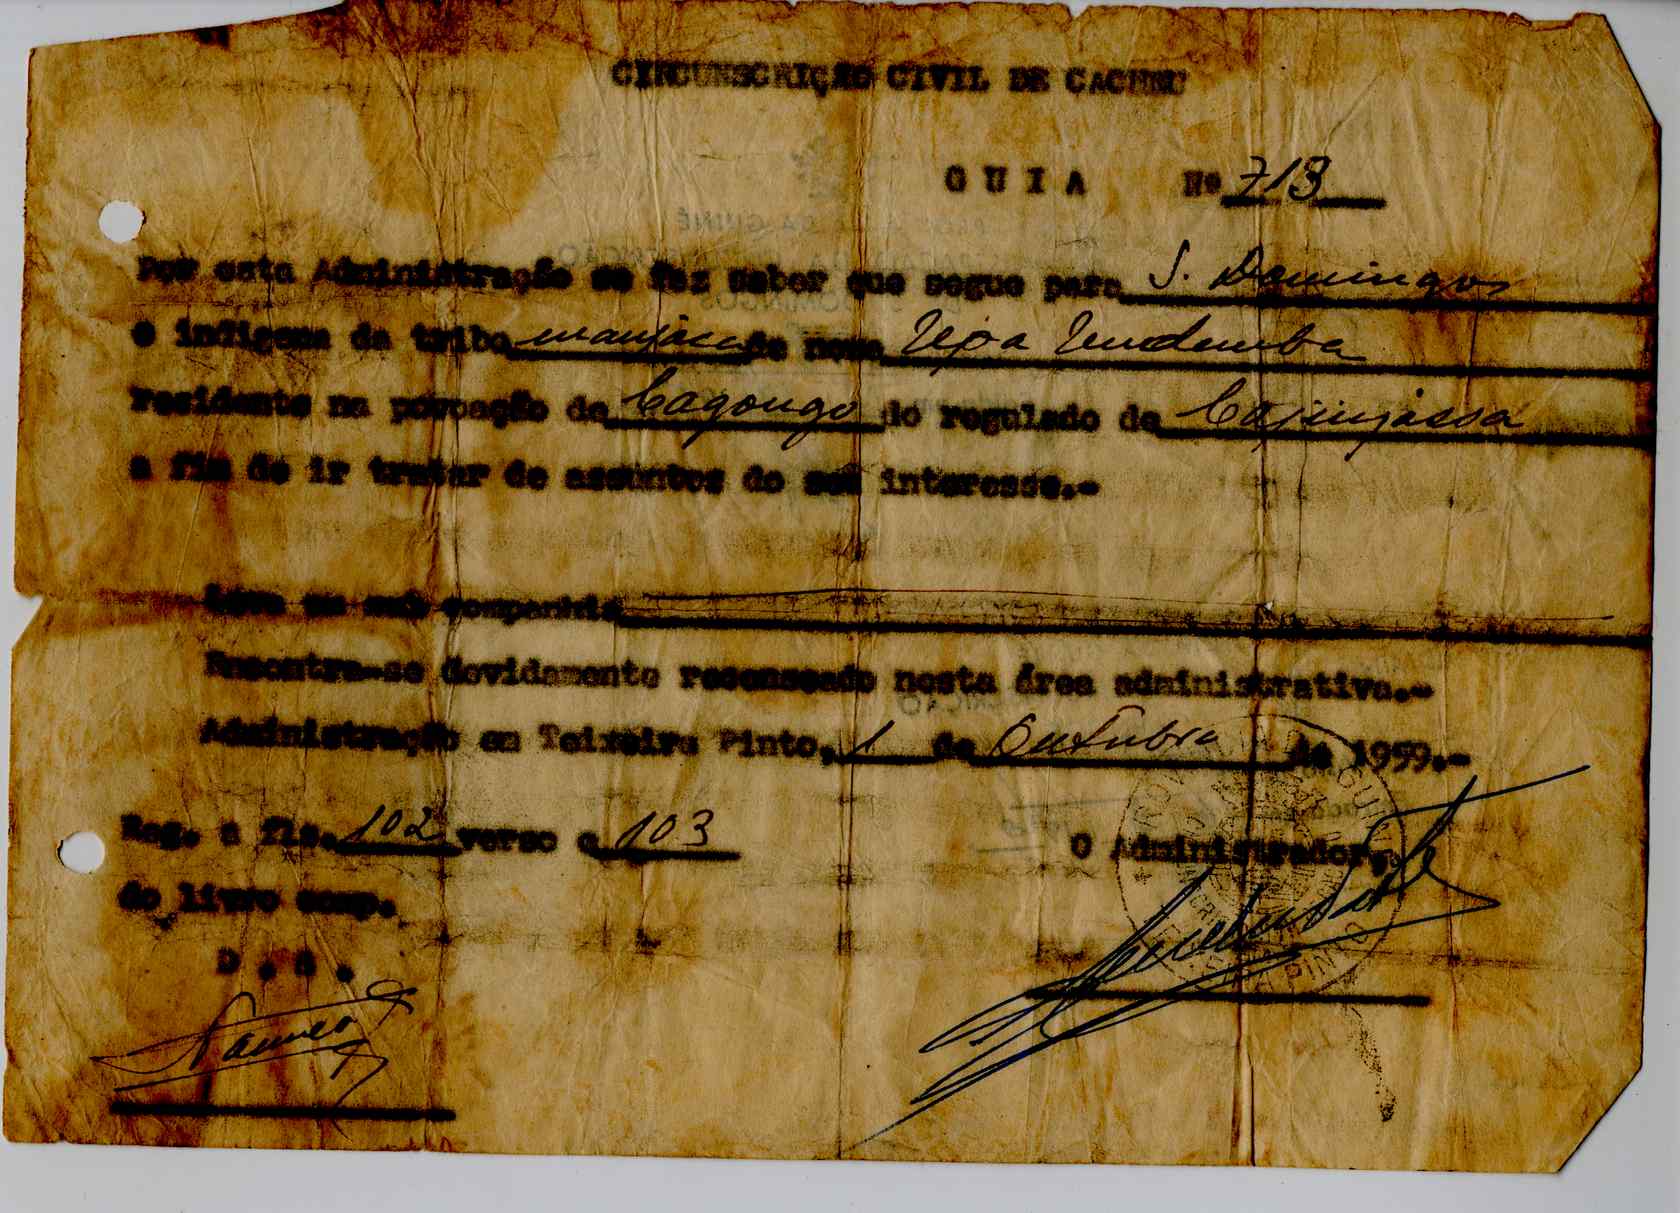 CIRCUNSCRIÇÃO CIVIL DE CACHEU
G U I A Nº 713
Por esta Administração se faz saber que segue para S. Domingos
o indigena da tribo manjaca de nome
residente na povoação de Cagongo do regulado de
a fim de ir tratar de assuntos do seu interesse.-
Leva em sua companhia
Encontra-se devidamente recenseado nesta área administrativa.-
Administração em Teixeira Pinto, 1 de Outubro de 1959.-
Reg. a fls. 102 verso e 103
O Administrador,
do livro comp.